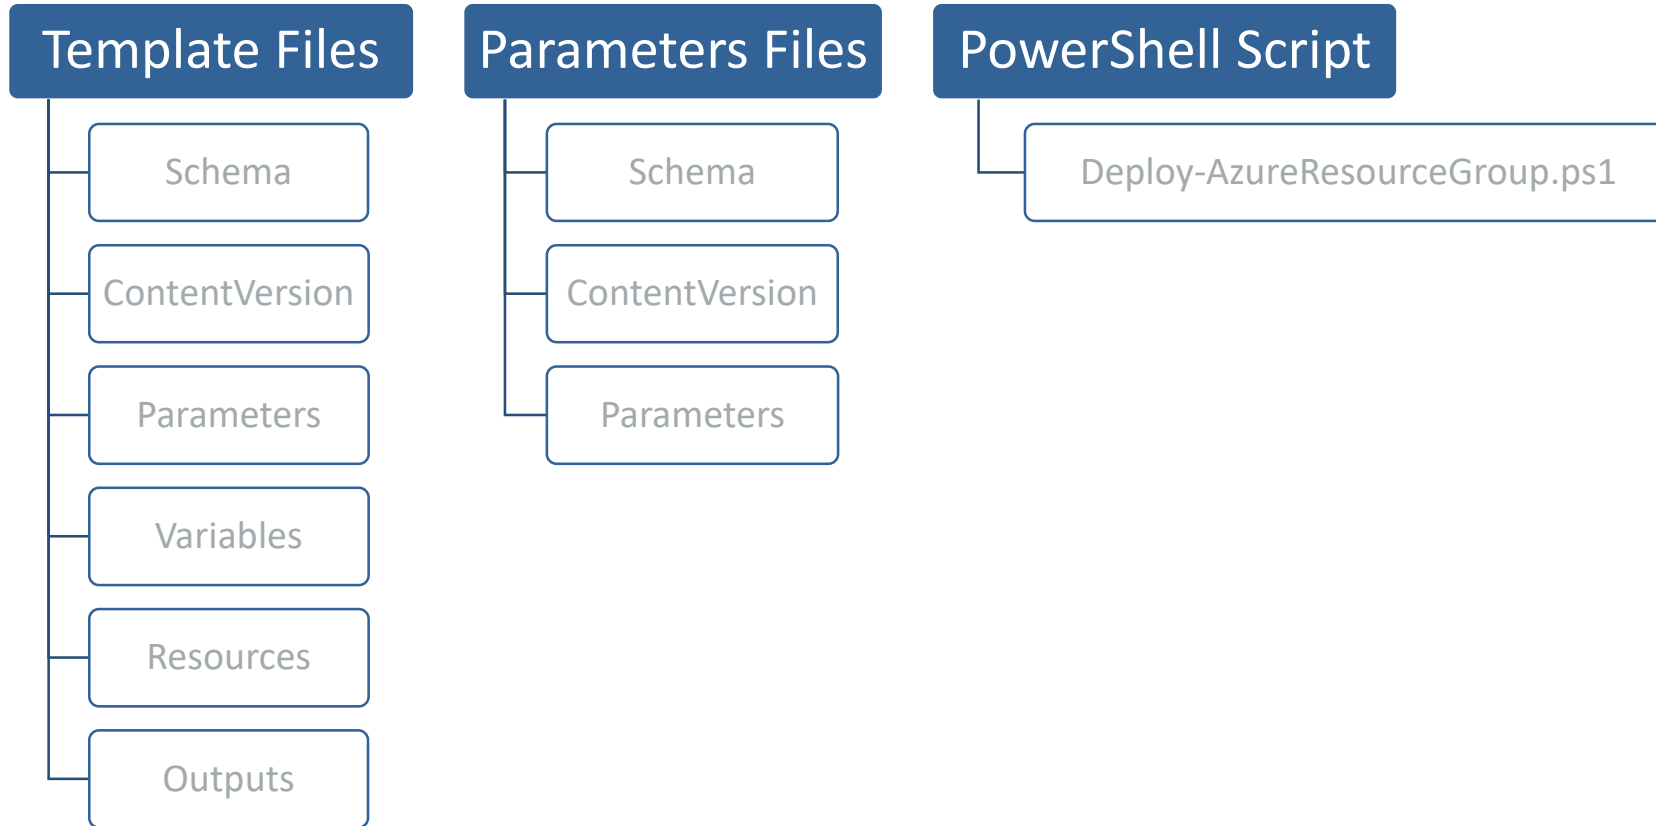 Template Files
Schema
ContentVersion
Parameters
Variables
Resources
Outputs
Parameters Files
Schema
ContentVersion
Parameters
PowerShell Script
Deploy-AzureResourceGroup.ps1